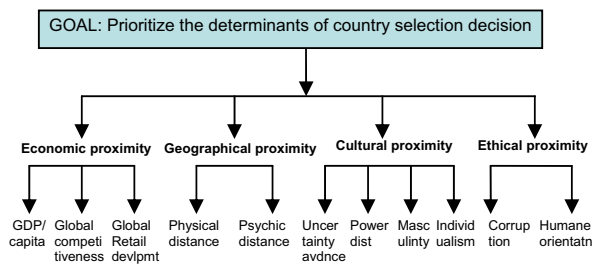 GOAL: Prioritize the determinants of country selection decision
Economic proximity Geographical proximity Cultural proximity Ethical proximity
GDP/ Global Global Physical Psychic Uncer Power Masc Individ Corrup Humane
capita competi Retail distance distance tainty dist ulinty ualism tion orientatn
tiveness devlpmt avdnce